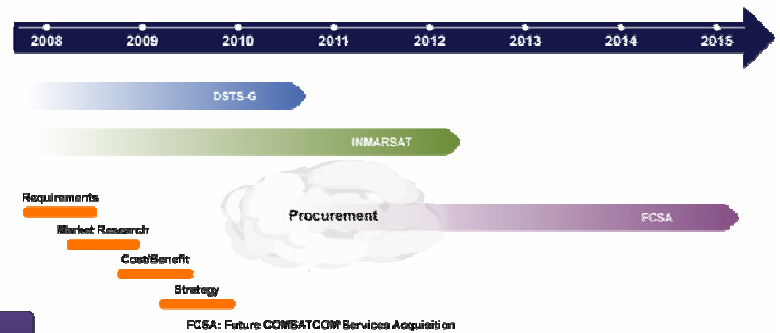 2008 2009 2010 2011 2012 2013 2014 2015
DSTS-G
INMARSAT
Requirements
Procurement
FCSA
Market Research
Cost/Benefit
Strategy
FCSA: Future COMSATCOM Services Acquisition